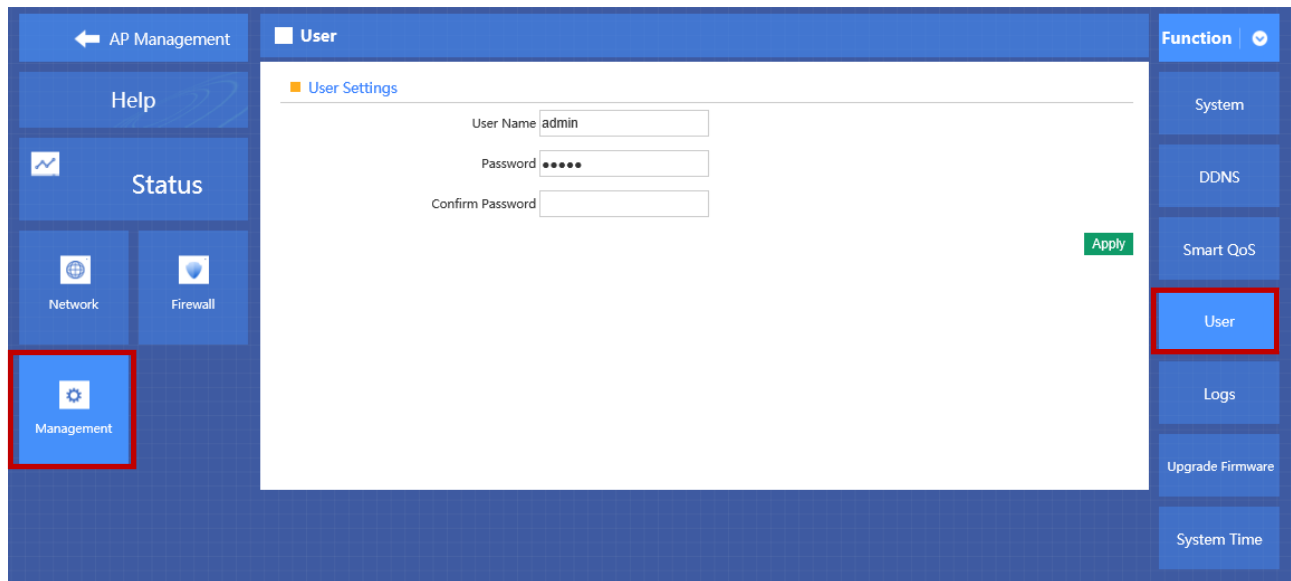 AP Management
User
Function
Help
User Settings
System
User Name admin
Password •••••
Status
DDNS
Confirm Password
Apply
Smart QoS
Network
Firewall
User
Management
Logs
Upgrade Firmware
System Time